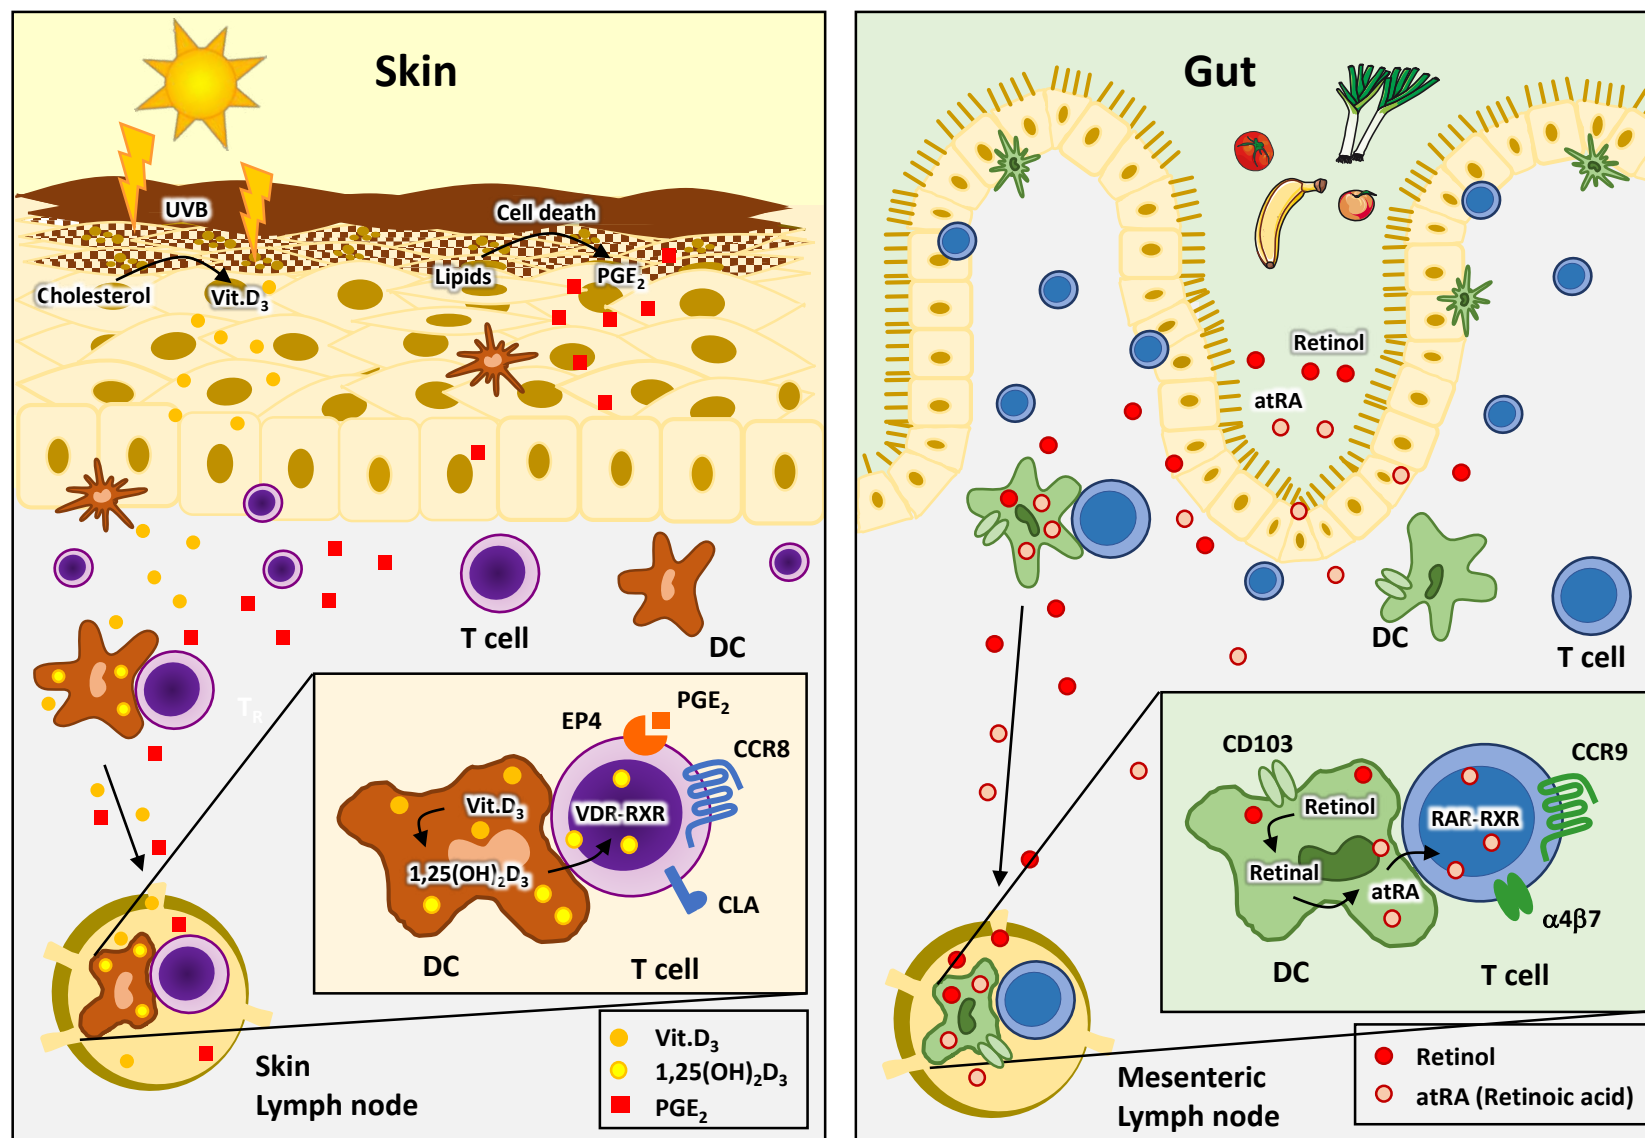 Skin
UVB
Cell death
Cholesterol
Vit.D₃
Lipids
PGE₂
T cell
DC
T_R
EP4
PGE₂
CCR8
Vit.D₃
VDR-RXR
1,25(OH)₂D₃
CLA
DC
T cell
Skin
Lymph node
Vit.D₃
1,25(OH)₂D₃
PGE₂
Gut
Retinol
atRA
DC
T cell
CD103
CCR9
Retinol
RAR-RXR
Retinal
atRA
α4β7
DC
T cell
Mesenteric
Lymph node
Retinol
atRA (Retinoic acid)